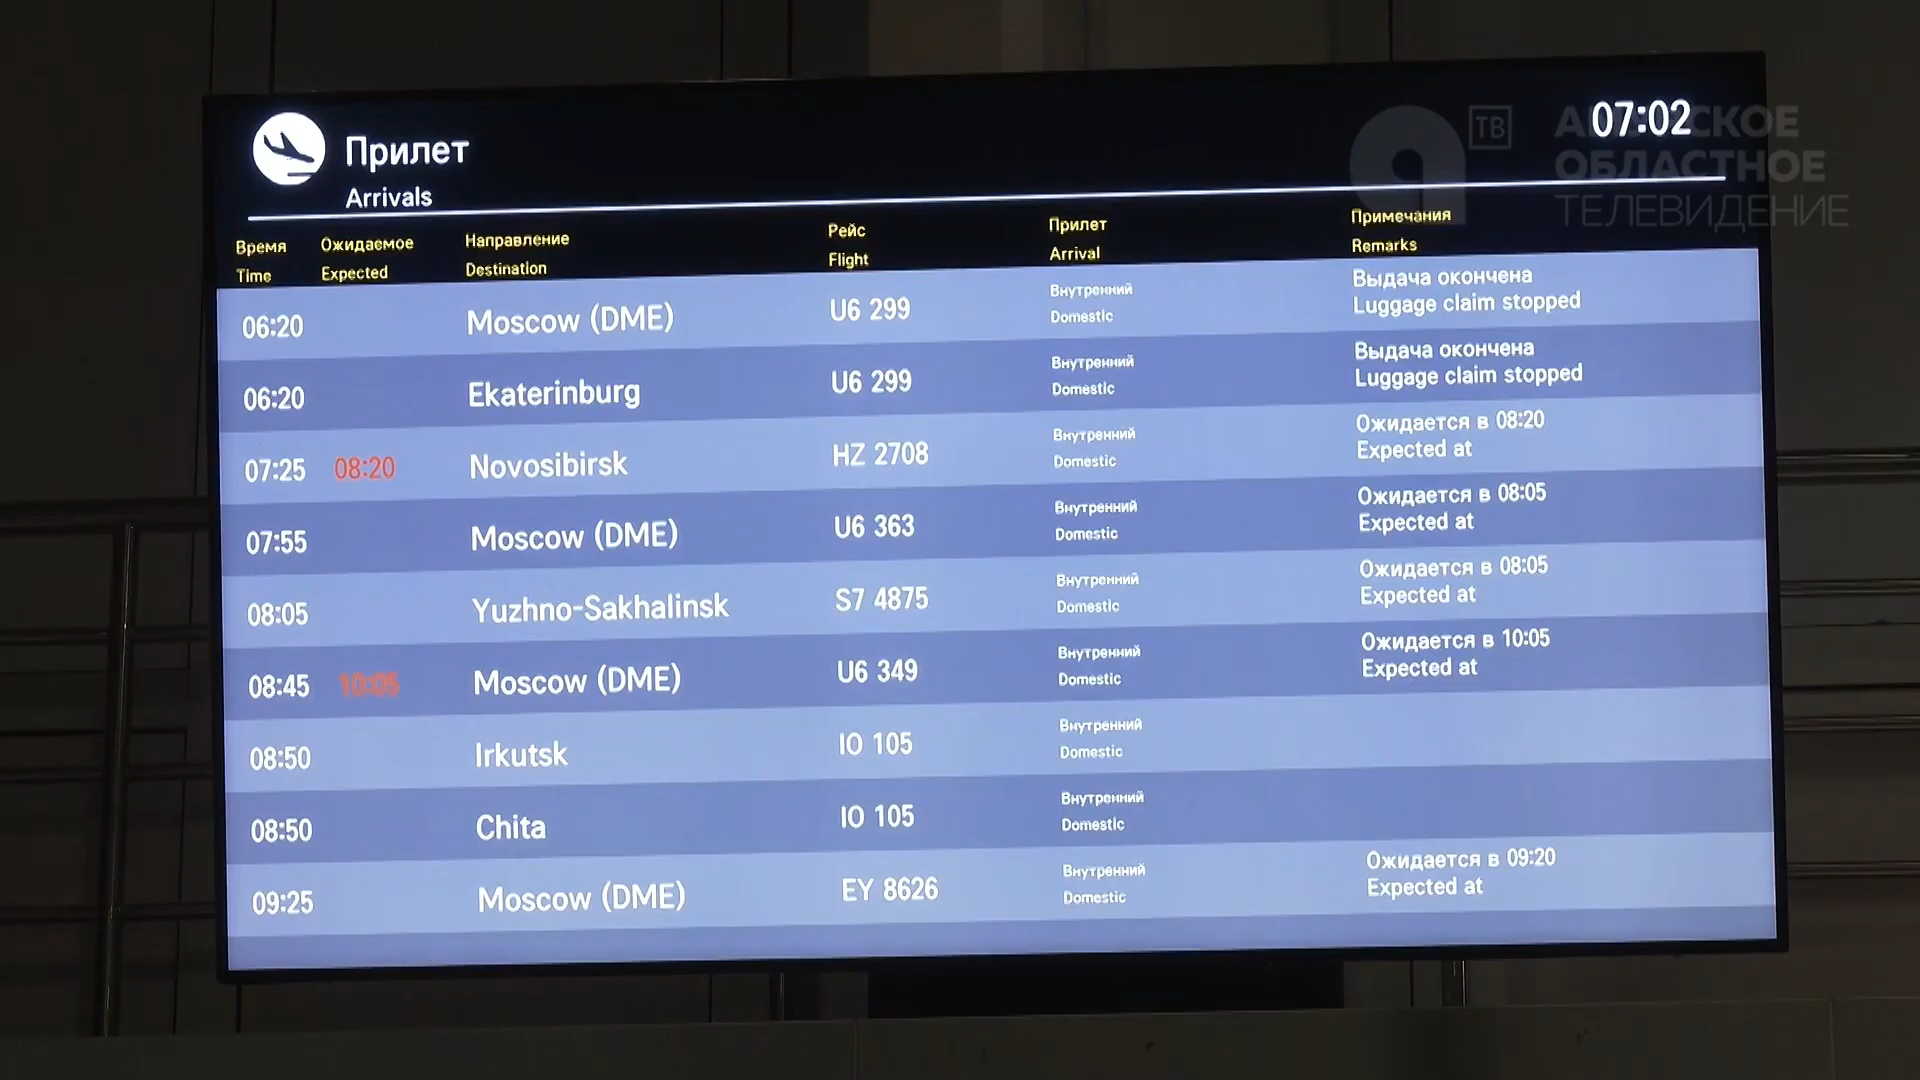 Прилет
Arrivals
07:02
ТВ
ОБЛАСТНОЕ
ТЕЛЕВИДЕНИЕ
Время Ожидаемое Направление Рейс Прилет Примечания
Time Expected Destination Flight Arrival Remarks
06:20 Moscow (DME) U6 299 Внутренний Выдача окончена
Domestic Luggage claim stopped
06:20 Ekaterinburg U6 299 Внутренний Выдача окончена
Domestic Luggage claim stopped
07:25 08:20 Novosibirsk HZ 2708 Внутренний Ожидается в 08:20
Domestic Expected at
07:55 Moscow (DME) U6 363 Внутренний Ожидается в 08:05
Domestic Expected at
08:05 Yuzhno-Sakhalinsk S7 4875 Внутренний Ожидается в 08:05
Domestic Expected at
08:45 10:05 Moscow (DME) U6 349 Внутренний Ожидается в 10:05
Domestic Expected at
08:50 Irkutsk IO 105 Внутренний
Domestic
08:50 Chita IO 105 Внутренний
Domestic
09:25 Moscow (DME) EY 8626 Внутренний Ожидается в 09:20
Domestic Expected at